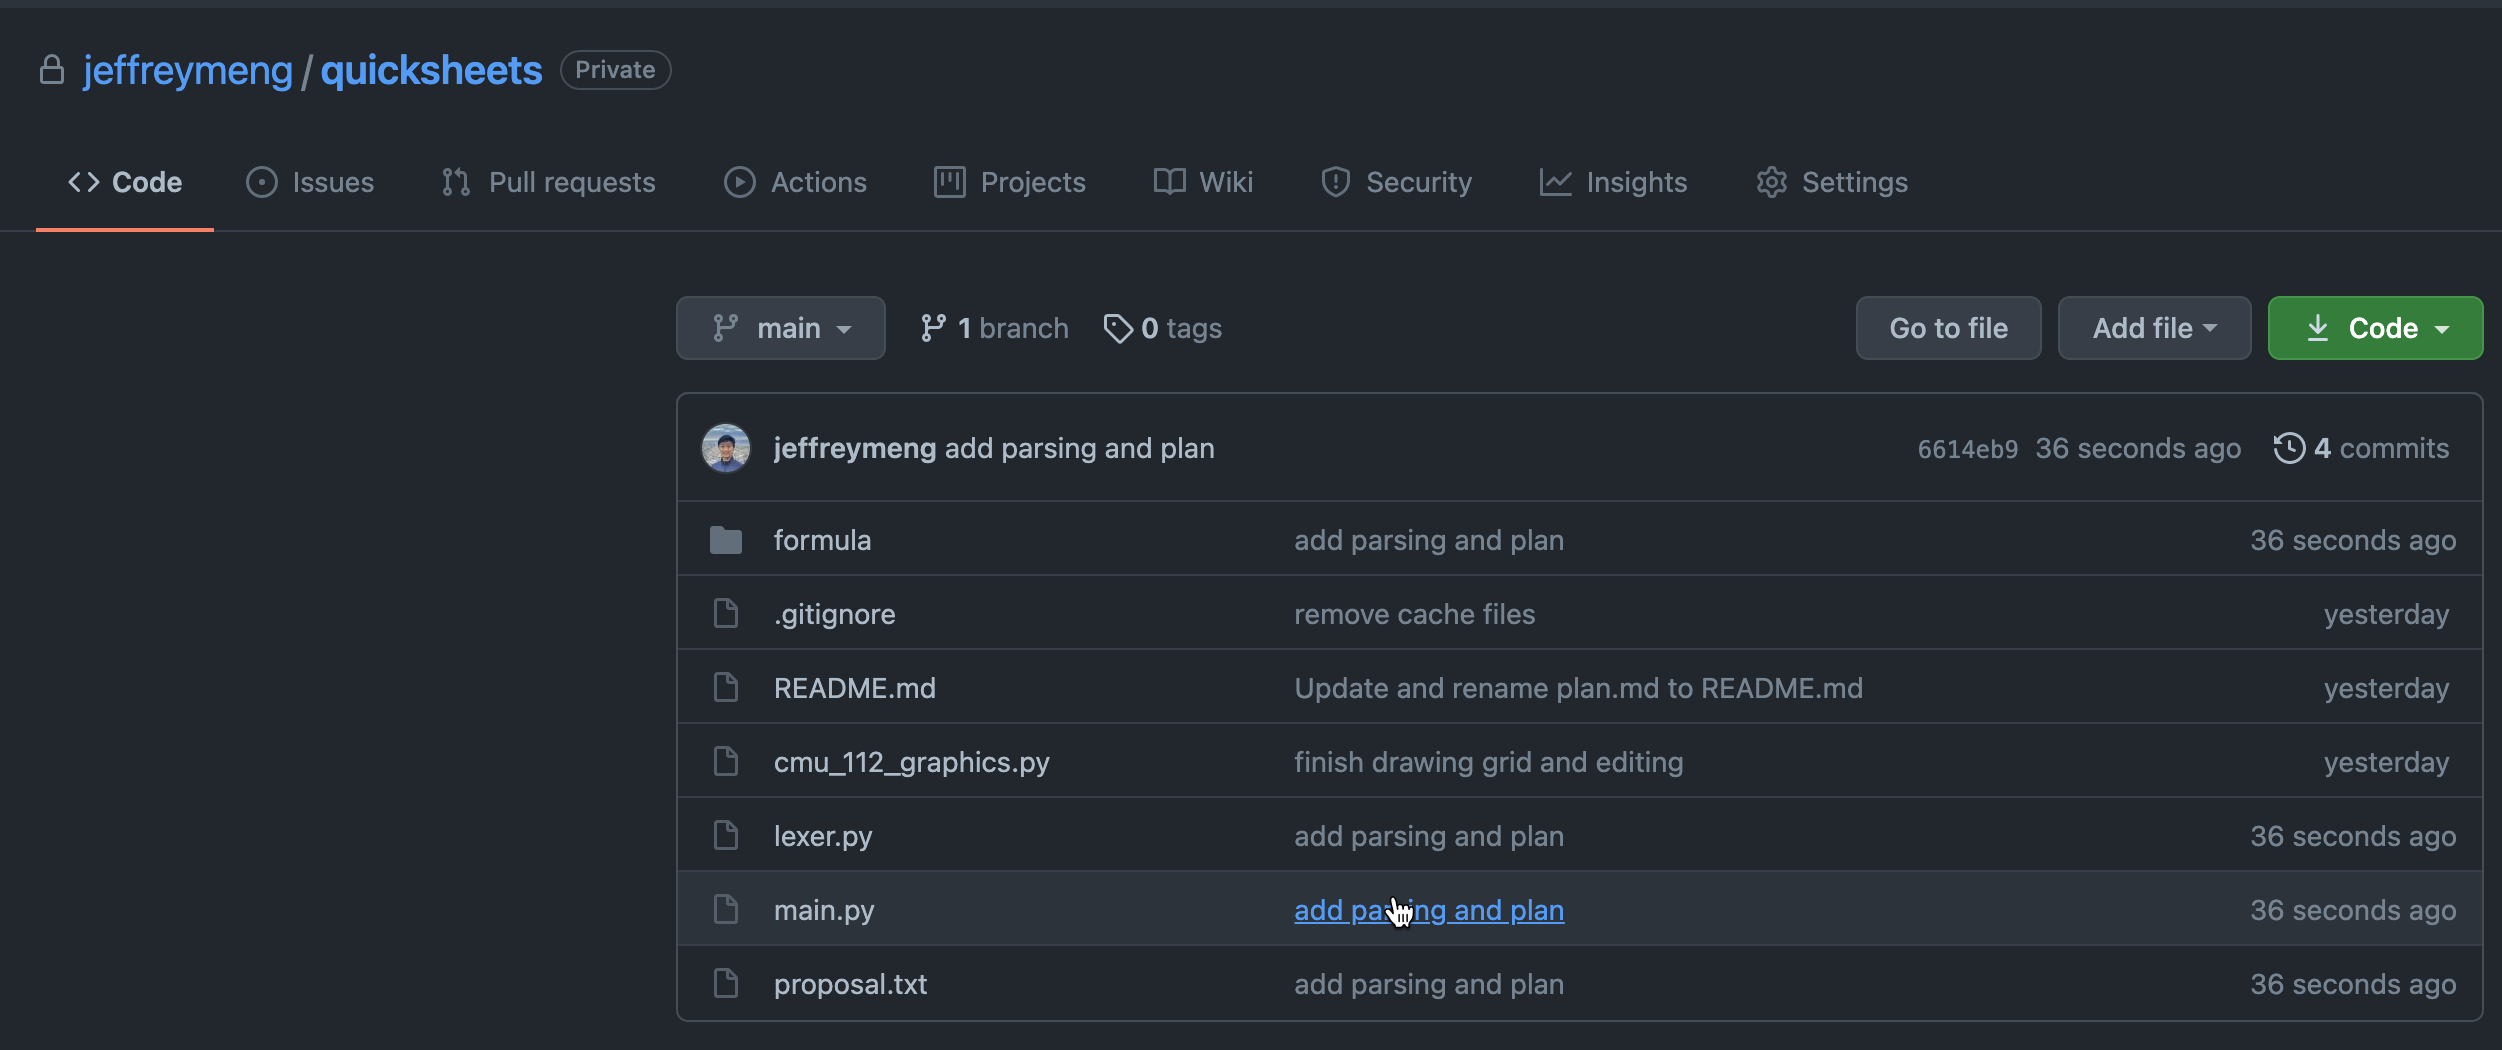 jeffreymeng / quicksheets Private
Code Issues Pull requests Actions Projects Wiki Security Insights Settings
main 1 branch 0 tags Go to file Add file Code
jeffreymeng add parsing and plan 6614eb9 36 seconds ago 4 commits
formula add parsing and plan 36 seconds ago
.gitignore remove cache files yesterday
README.md Update and rename plan.md to README.md yesterday
cmu_112_graphics.py finish drawing grid and editing yesterday
lexer.py add parsing and plan 36 seconds ago
main.py add parsing and plan 36 seconds ago
proposal.txt add parsing and plan 36 seconds ago